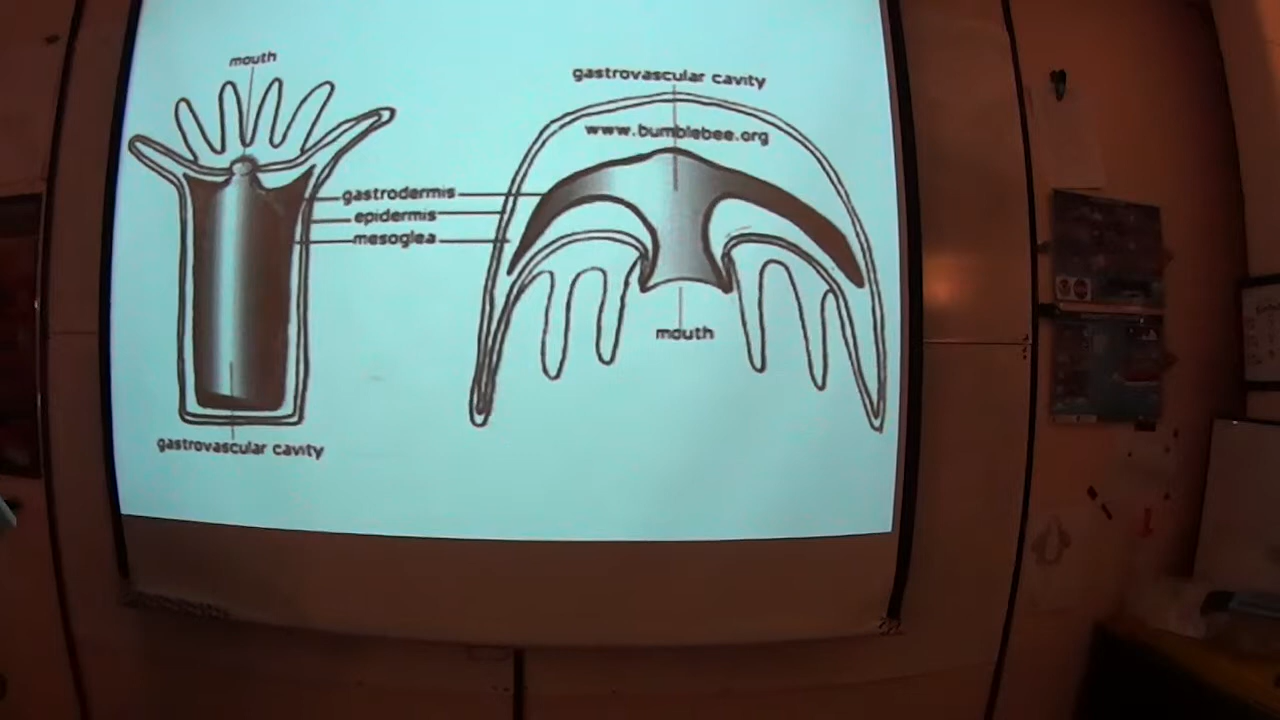 mouth
gastrovascular cavity
www.bumblebee.org
gastrodermis
epidermis
mesoglea
mouth
gastrovascular cavity